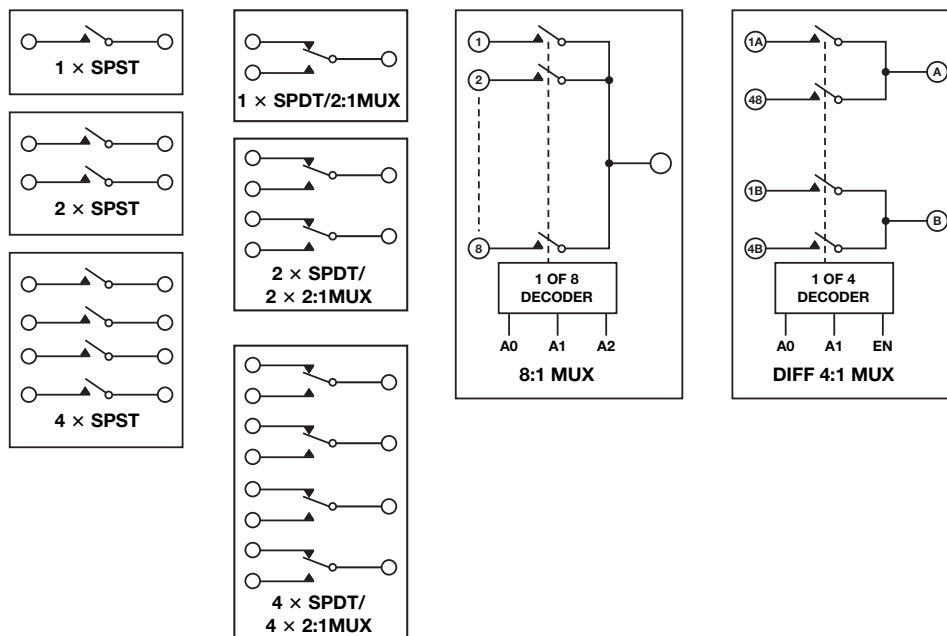 1 × SPST
2 × SPST
4 × SPST
1 × SPDT/2:1MUX
2 × SPDT/
2 × 2:1MUX
4 × SPDT/
4 × 2:1MUX
1
2
8
1 OF 8
DECODER
A0 A1 A2
8:1 MUX
1A
A
48
1B
B
4B
1 OF 4
DECODER
A0 A1 EN
DIFF 4:1 MUX